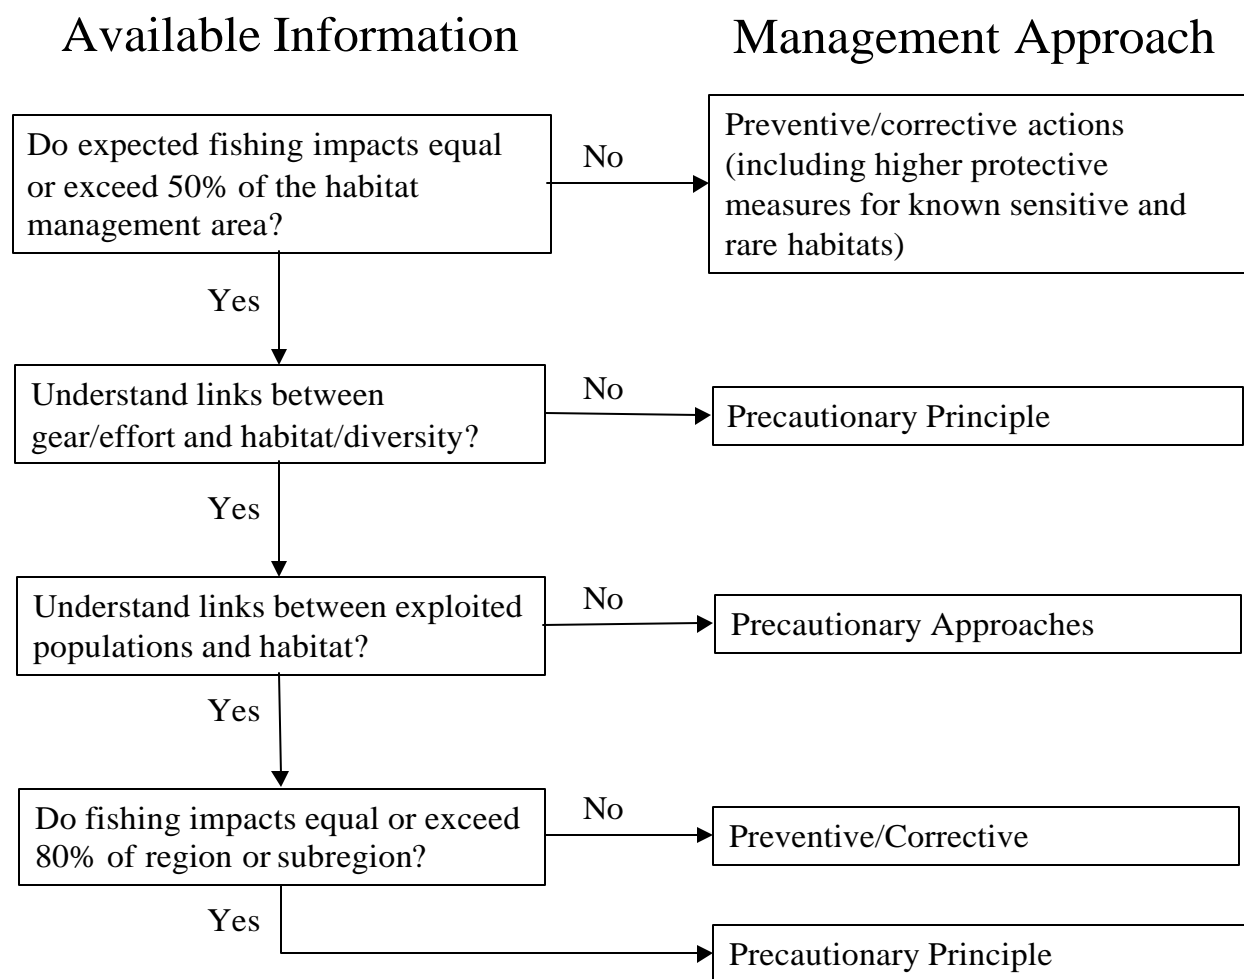 Available Information
Management Approach
Do expected fishing impacts equal
or exceed 50% of the habitat
management area?
No
Preventive/corrective actions
(including higher protective
measures for known sensitive and
rare habitats)
Yes
Understand links between
gear/effort and habitat/diversity?
No
Precautionary Principle
Yes
Understand links between exploited
populations and habitat?
No
Precautionary Approaches
Yes
Do fishing impacts equal or exceed
80% of region or subregion?
No
Preventive/Corrective
Yes
Precautionary Principle